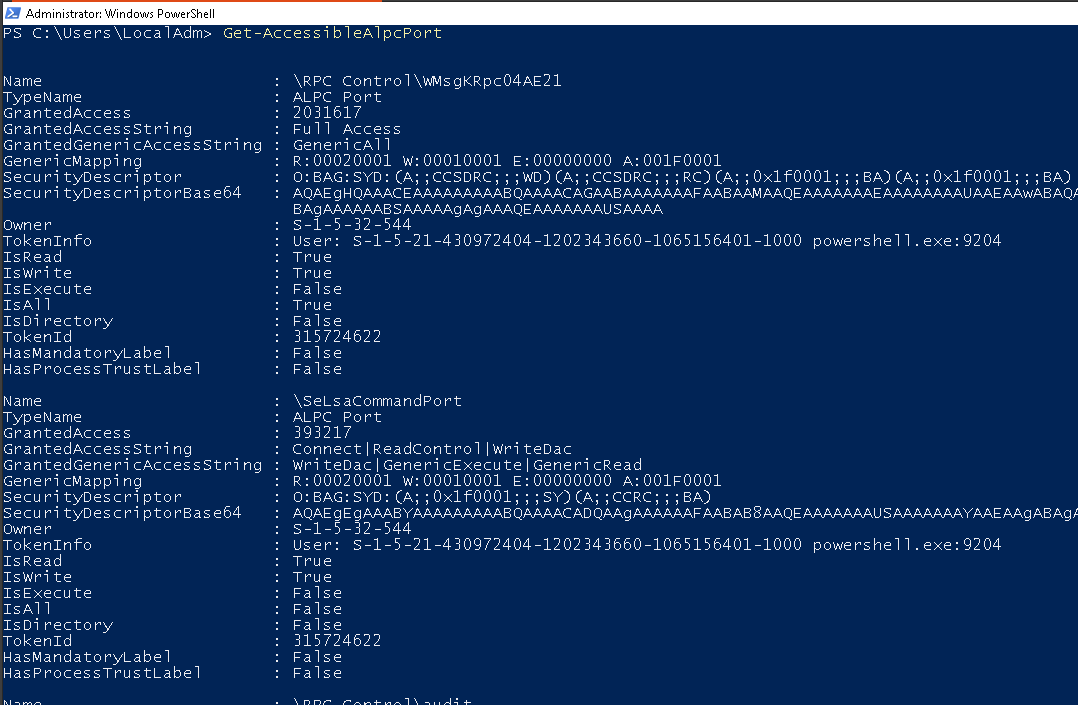 Administrator: Windows PowerShell
PS C:\Users\LocalAdm> Get-AccessibleAlpcPort
Name : \RPC Control\WMsgKRpc04AE21
TypeName : ALPC Port
GrantedAccess : 2031617
GrantedAccessString : Full Access
GrantedGenericAccessString : GenericAll
GenericMapping : R:00020001 W:00010001 E:00000000 A:001F0001
SecurityDescriptor : O:BAG:SYD:(A;;CCSDRC;;;WD)(A;;CCSDRC;;;RC)(A;;0x1f0001;;;BA)(A;;0x1f0001;;;BA)
SecurityDescriptorBase64 : AQAEgHQAAACEAAAAAAAAABQAAAACAGAABAAAAAAAFAABAAMAAQEAAAAAAAEAAAAAAAAUAAEAAwABAQA
BAgAAAAAABSAAAAAgAgAAAQEAAAAAAAUSAAAA
Owner : S-1-5-32-544
TokenInfo : User: S-1-5-21-430972404-1202343660-1065156401-1000 powershell.exe:9204
IsRead : True
IsWrite : True
IsExecute : False
IsAll : True
IsDirectory : False
TokenId : 315724622
HasMandatoryLabel : False
HasProcessTrustLabel : False
Name : \SeLsaCommandPort
TypeName : ALPC Port
GrantedAccess : 393217
GrantedAccessString : Connect|ReadControl|WriteDac
GrantedGenericAccessString : WriteDac|GenericExecute|GenericRead
GenericMapping : R:00020001 W:00010001 E:00000000 A:001F0001
SecurityDescriptor : O:BAG:SYD:(A;;0x1f0001;;;SY)(A;;CCRC;;;BA)
SecurityDescriptorBase64 : AQAEgEgAAABYAAAAAAAAABQAAAACADQAAgAAAAAAFAABAB8AAQEAAAAAAAUSAAAAAAAYAAEAAgABAgA
Owner : S-1-5-32-544
TokenInfo : User: S-1-5-21-430972404-1202343660-1065156401-1000 powershell.exe:9204
IsRead : True
IsWrite : True
IsExecute : False
IsAll : False
IsDirectory : False
TokenId : 315724622
HasMandatoryLabel : False
HasProcessTrustLabel : False
Name : \RPC Control\audit